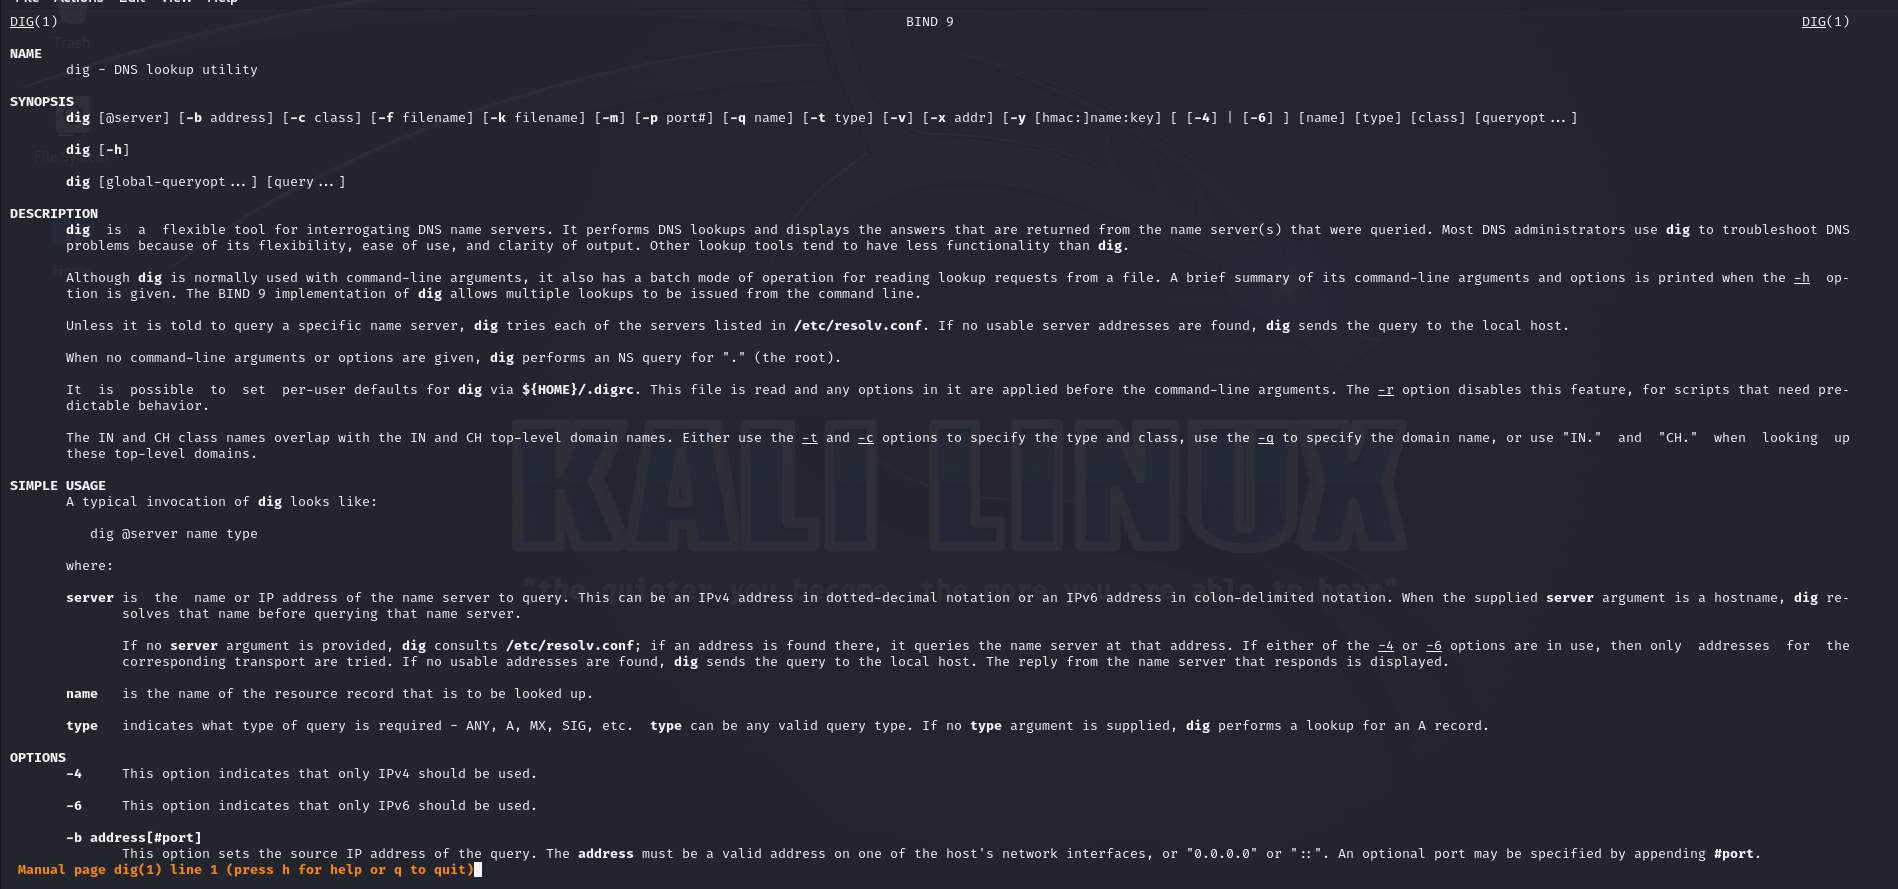 DIG(1) BIND 9 DIG(1)
NAME
dig - DNS lookup utility
SYNOPSIS
dig [@server] [-b address] [-c class] [-f filename] [-k filename] [-m] [-p port#] [-q name] [-t type] [-v] [-x addr] [-y [hmac:]name:key] [ [-4] | [-6] ] [name] [type] [class] [queryopt...]
dig [-h]
dig [global-queryopt...] [query...]
DESCRIPTION
dig is a flexible tool for interrogating DNS name servers. It performs DNS lookups and displays the answers that are returned from the name server(s) that were queried. Most DNS administrators use dig to troubleshoot DNS
problems because of its flexibility, ease of use, and clarity of output. Other lookup tools tend to have less functionality than dig.
Although dig is normally used with command-line arguments, it also has a batch mode of operation for reading lookup requests from a file. A brief summary of its command-line arguments and options is printed when the -h op-
tion is given. The BIND 9 implementation of dig allows multiple lookups to be issued from the command line.
Unless it is told to query a specific name server, dig tries each of the servers listed in /etc/resolv.conf. If no usable server addresses are found, dig sends the query to the local host.
When no command-line arguments or options are given, dig performs an NS query for "." (the root).
It is possible to set per-user defaults for dig via ${HOME}/.digrc. This file is read and any options in it are applied before the command-line arguments. The -r option disables this feature, for scripts that need pre-
dictable behavior.
The IN and CH class names overlap with the IN and CH top-level domain names. Either use the -t and -c options to specify the type and class, use the -q to specify the domain name, or use "IN." and "CH." when looking up
these top-level domains.
SIMPLE USAGE
A typical invocation of dig looks like:
dig @server name type
where:
server is the name or IP address of the name server to query. This can be an IPv4 address in dotted-decimal notation or an IPv6 address in colon-delimited notation. When the supplied server argument is a hostname, dig re-
solves that name before querying that name server.
If no server argument is provided, dig consults /etc/resolv.conf; if an address is found there, it queries the name server at that address. If either of the -4 or -6 options are in use, then only addresses for the
corresponding transport are tried. If no usable addresses are found, dig sends the query to the local host. The reply from the name server that responds is displayed.
name is the name of the resource record that is to be looked up.
type indicates what type of query is required - ANY, A, MX, SIG, etc. type can be any valid query type. If no type argument is supplied, dig performs a lookup for an A record.
OPTIONS
-4 This option indicates that only IPv4 should be used.
-6 This option indicates that only IPv6 should be used.
-b address[#port]
This option sets the source IP address of the query. The address must be a valid address on one of the host's network interfaces, or "0.0.0.0" or "::". An optional port may be specified by appending #port.
Manual page dig(1) line 1 (press h for help or q to quit)
Trash
File System
KALI LINUX
"the quieter you become, the more you are able to hear"